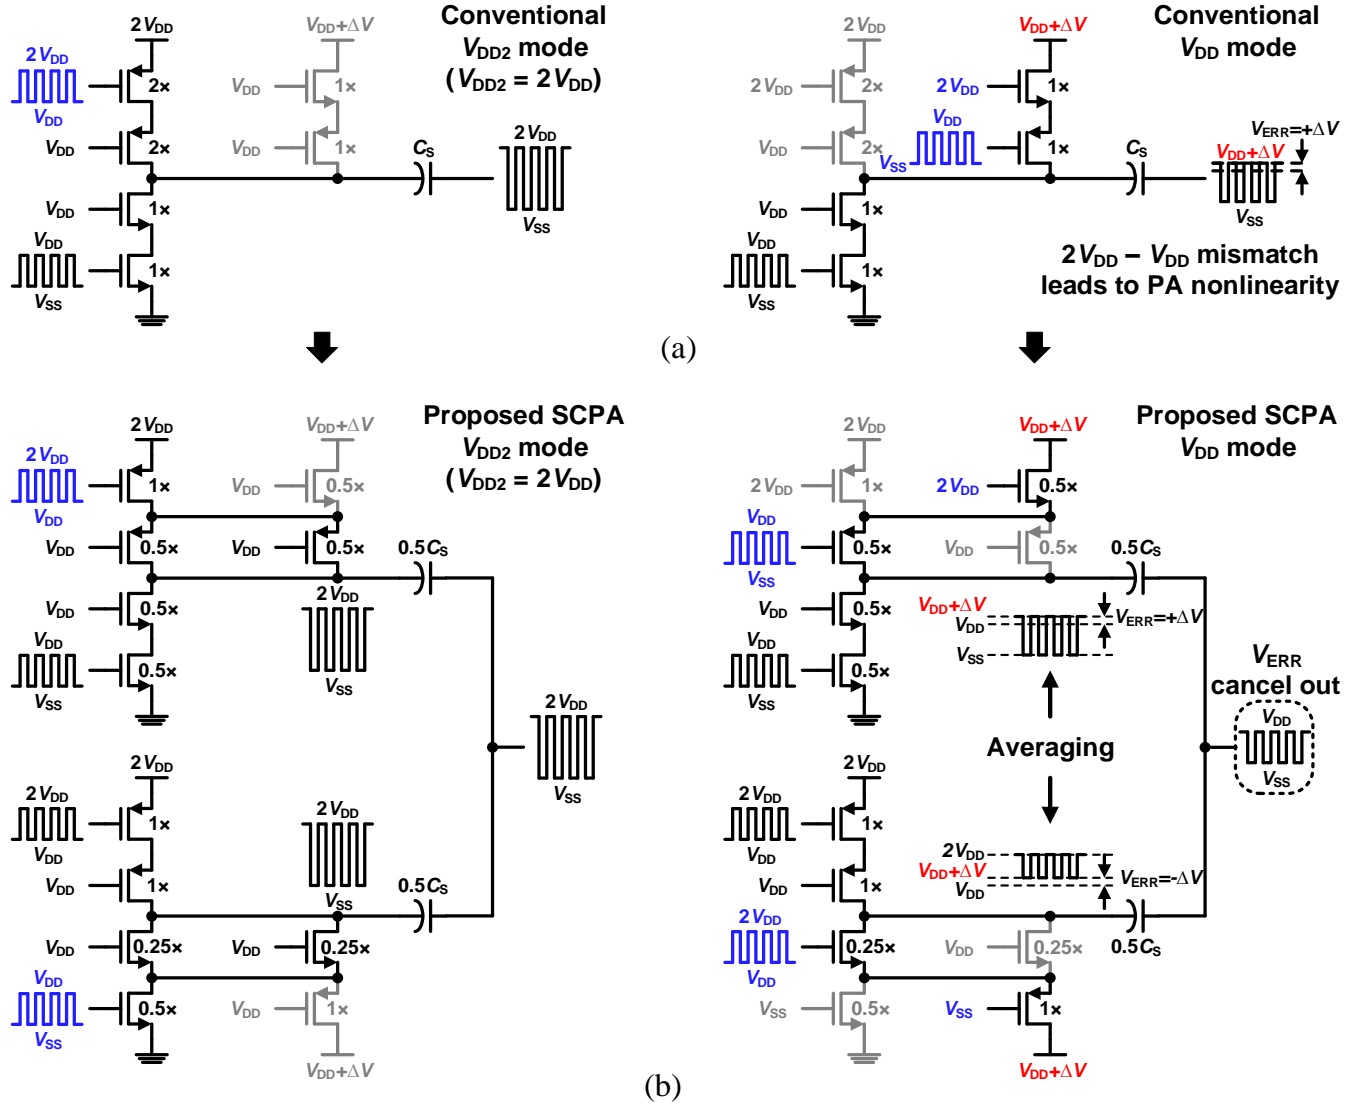 2VDD
VDD+ΔV
Conventional
VDD2 mode
(VDD2 = 2VDD)
2VDD
VDD
2×
VDD
1×
VDD
2×
VDD
1×
CS
2VDD
VSS
VDD
1×
VDD
VSS
1×
2VDD
VDD+ΔV
Conventional
VDD mode
2VDD
2×
2VDD
1×
VDD
2×
VDD
VSS
1×
CS
VERR=+ΔV
VDD+ΔV
VSS
VDD
1×
VDD
VSS
1×
2VDD – VDD mismatch
leads to PA nonlinearity
(a)
2VDD
VDD+ΔV
Proposed SCPA
VDD2 mode
(VDD2 = 2VDD)
2VDD
VDD
1×
VDD
0.5×
VDD
0.5×
VDD
0.5×
0.5CS
VDD
0.5×
2VDD
VSS
VDD
VSS
0.5×
2VDD
VSS
2VDD
2VDD
VDD
1×
2VDD
VSS
VDD
1×
0.5CS
VDD
0.25×
VDD
0.25×
VDD
VSS
0.5×
VDD
1×
VDD+ΔV
2VDD
VDD+ΔV
Proposed SCPA
VDD mode
2VDD
1×
2VDD
0.5×
VDD
VSS
0.5×
VDD
0.5×
0.5CS
VDD
0.5×
VDD+ΔV
VDD
VSS
VERR=+ΔV
VDD
VSS
0.5×
VERR
cancel out
VDD
VSS
Averaging
2VDD
2VDD
VDD
1×
VDD
1×
2VDD
VDD+ΔV
VDD
VERR=-ΔV
2VDD
VDD
0.25×
VDD
0.25×
0.5CS
VSS
0.5×
VSS
1×
VDD+ΔV
(b)